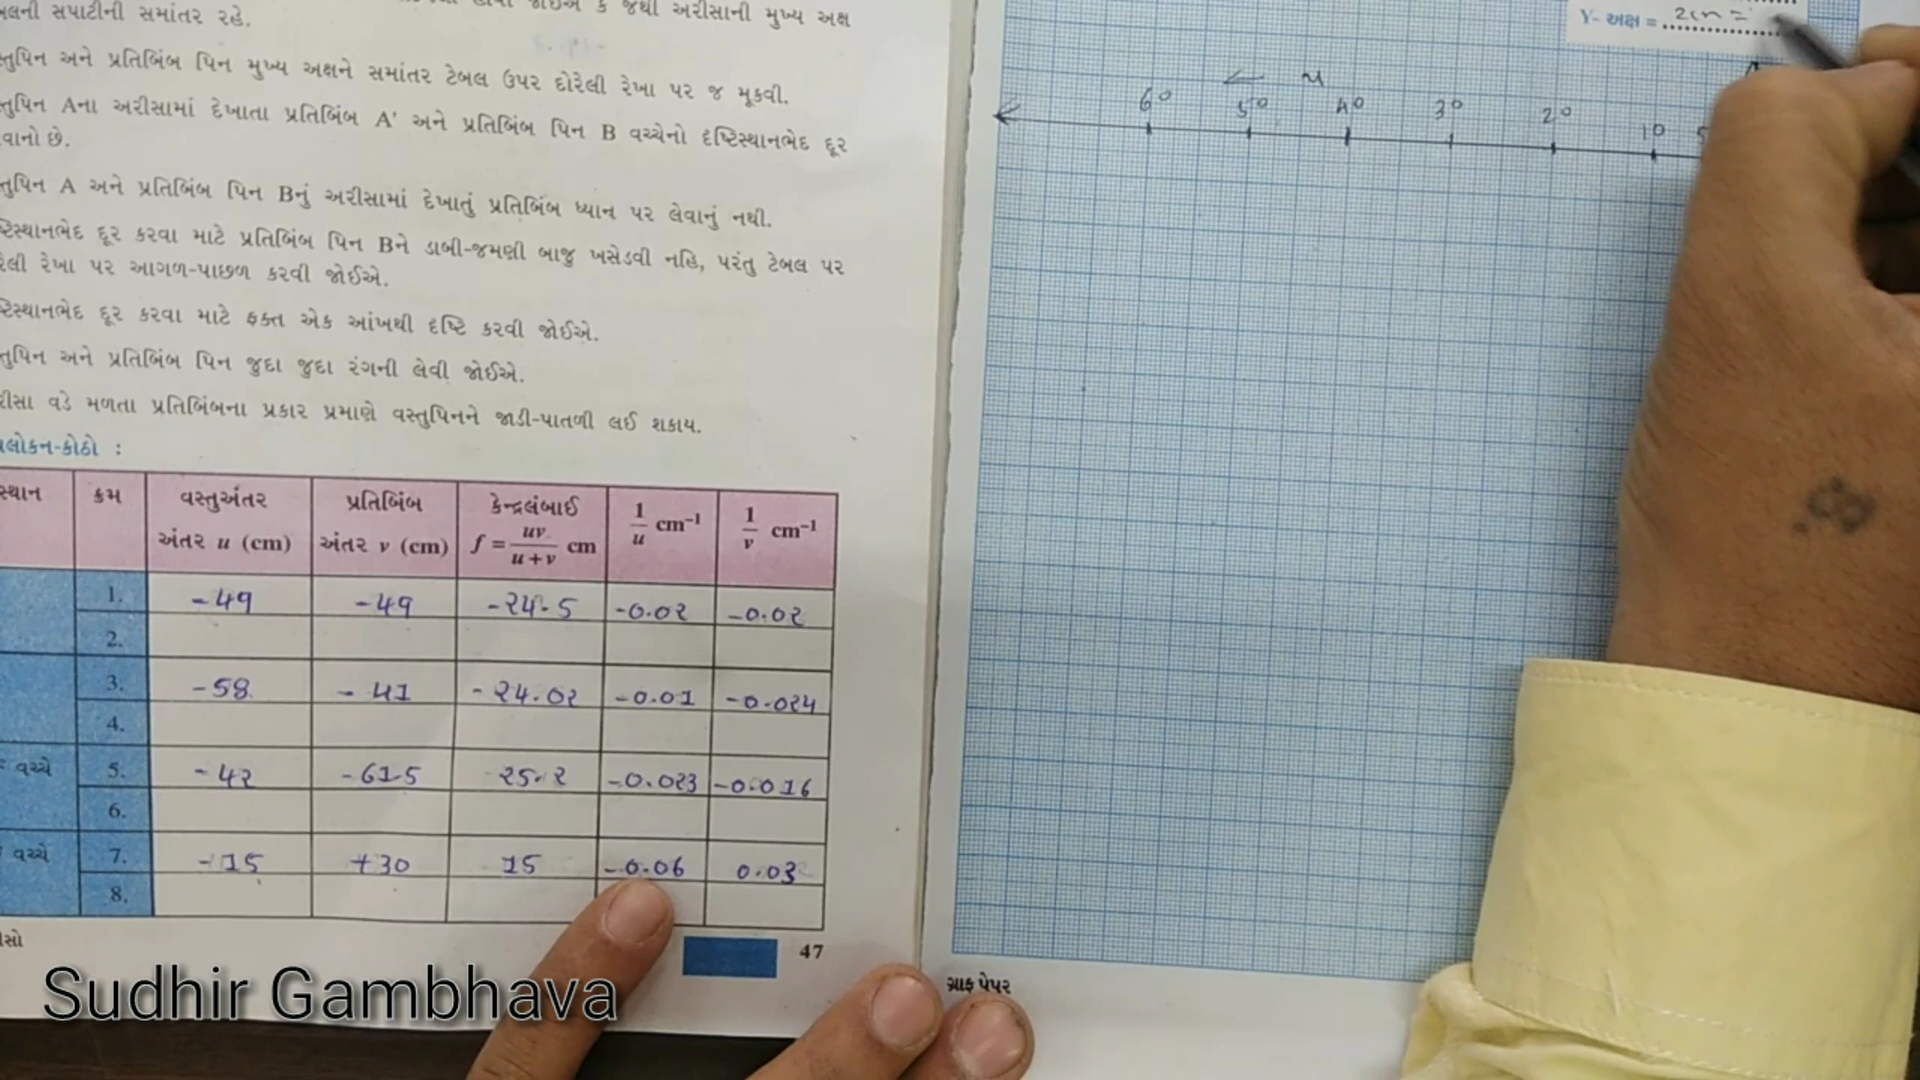 અરીસાની મુખ્ય અક્ષ
સપાટીની સમાંતર રહે.
અને પ્રતિબિંબ પિન મુખ્ય અક્ષને સમાંતર ટેબલ ઉપર દોરેલી રેખા પર જ મૂકવી.
Aના અરીસામાં દેખાતા પ્રતિબિંબ A' અને પ્રતિબિંબ પિન B વચ્ચેનો દૃષ્ટિસ્થાનભેદ દૂર
છે.
A અને પ્રતિબિંબ પિન Bનું અરીસામાં દેખાતું પ્રતિબિંબ ધ્યાન પર લેવાનું નથી.
દૂર કરવા માટે પ્રતિબિંબ પિન Bને ડાબી-જમણી બાજુ ખસેડવી નહિ, પરંતુ ટેબલ પર
રેખા પર આગળ-પાછળ કરવી જોઈએ.
દૂર કરવા માટે ફક્ત એક આંખથી દૃષ્ટિ કરવી જોઈએ.
અને પ્રતિબિંબ પિન જુદા જુદા રંગની લેવી જોઈએ.
વડે મળતા પ્રતિબિંબના પ્રકાર પ્રમાણે વસ્તુપિનને જાડી-પાતળી લઈ શકાય.
સ્થાન ક્રમ વસ્તુઅંતર અંતર u (cm) પ્રતિબિંબ અંતર v (cm) કેન્દ્રલંબાઈ f = uv/u+v cm 1/u cm⁻¹ 1/v cm⁻¹
1. -49 -49 -24.5 -0.02 -0.02
2.
3. -58 -41 -24.02 -0.01 -0.024
4.
વચ્ચે 5. -42 -61.5 25.2 -0.023 -0.016
6.
વચ્ચે 7. -15 +30 15 -0.06 0.03
8.
47
Y- અક્ષ = 2cm =
← u
60 50 40 30 20 10
ગ્રાફ પેપર
Sudhir Gambhava